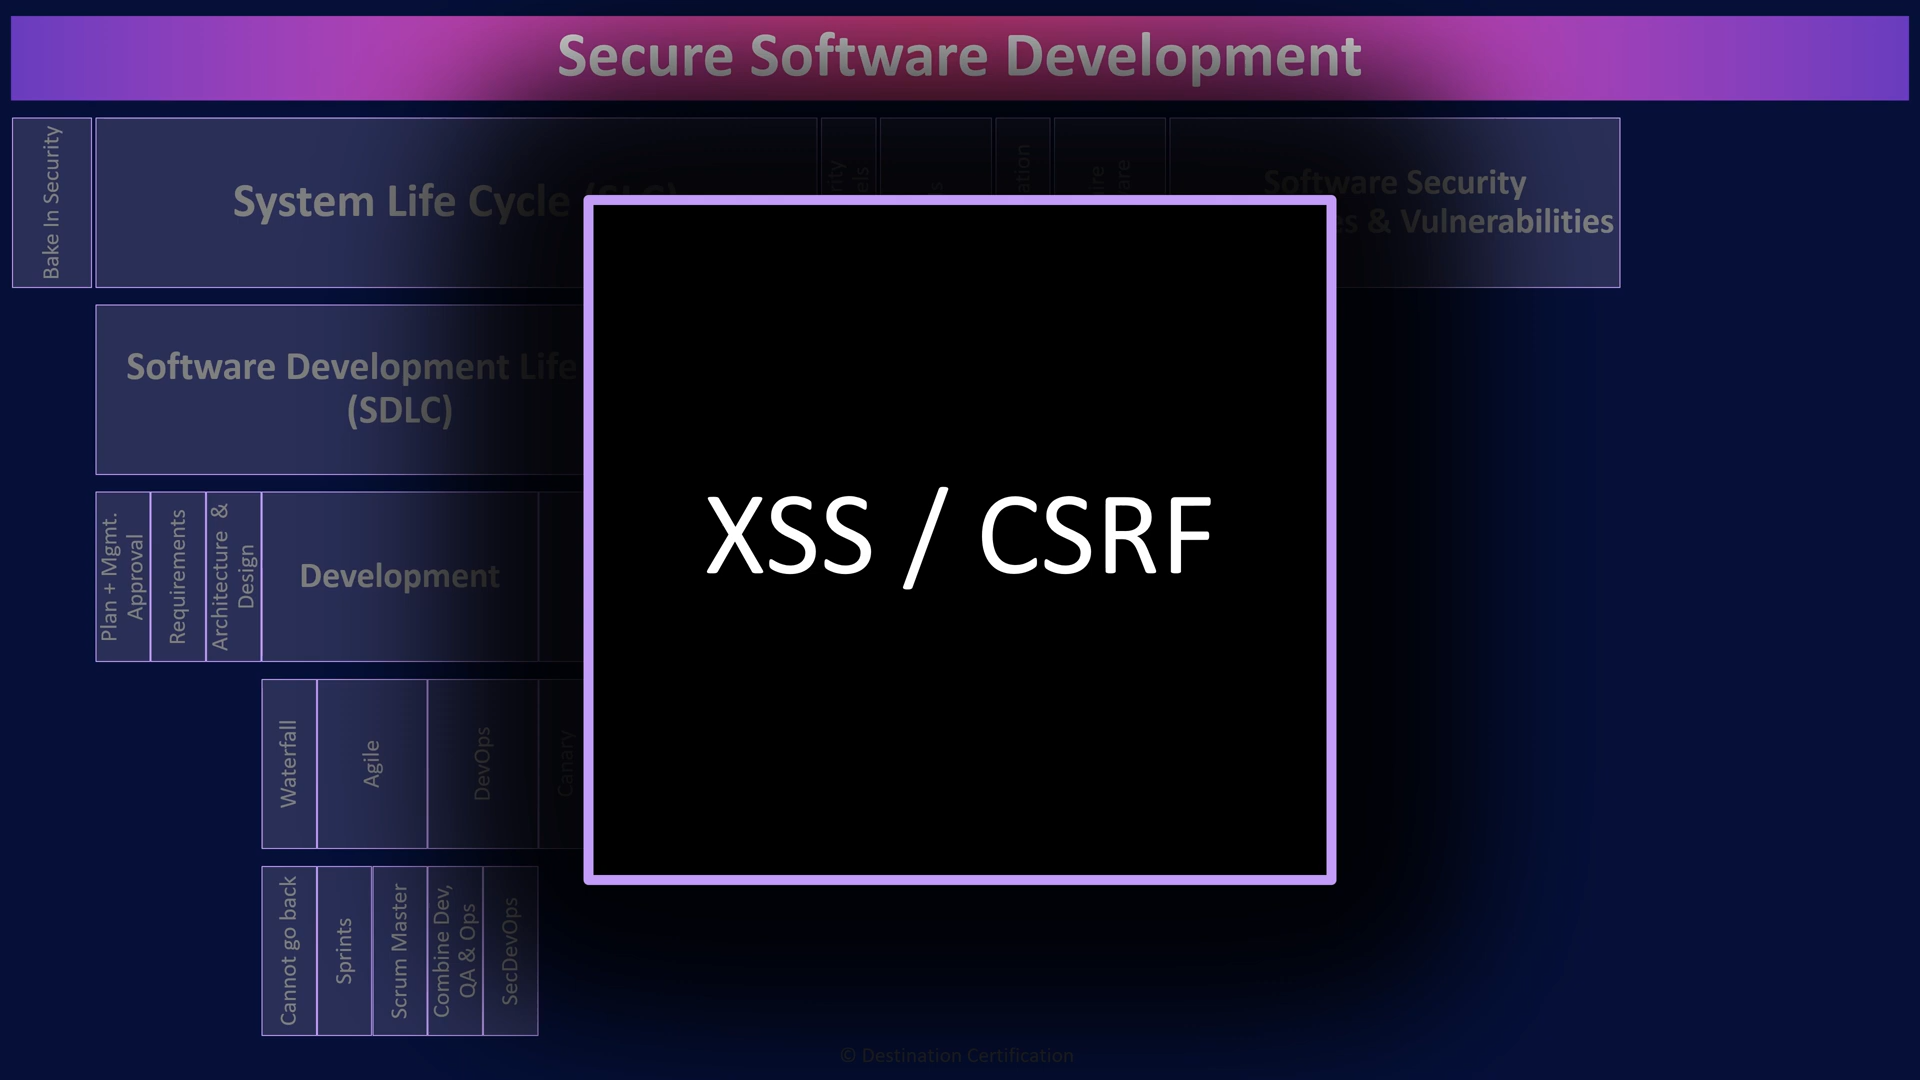 Secure Software Development
Bake In Security
System Life Cycle (SLC)
Software Security
& Vulnerabilities
Software Development Life
(SDLC)
Plan + Mgmt.
Approval
Requirements
Architecture &
Design
Development
XSS / CSRF
Waterfall
Agile
DevOps
Canary
Cannot go back
Sprints
Scrum Master
Combine Dev,
QA & Ops
SecDevOps
© Destination Certification